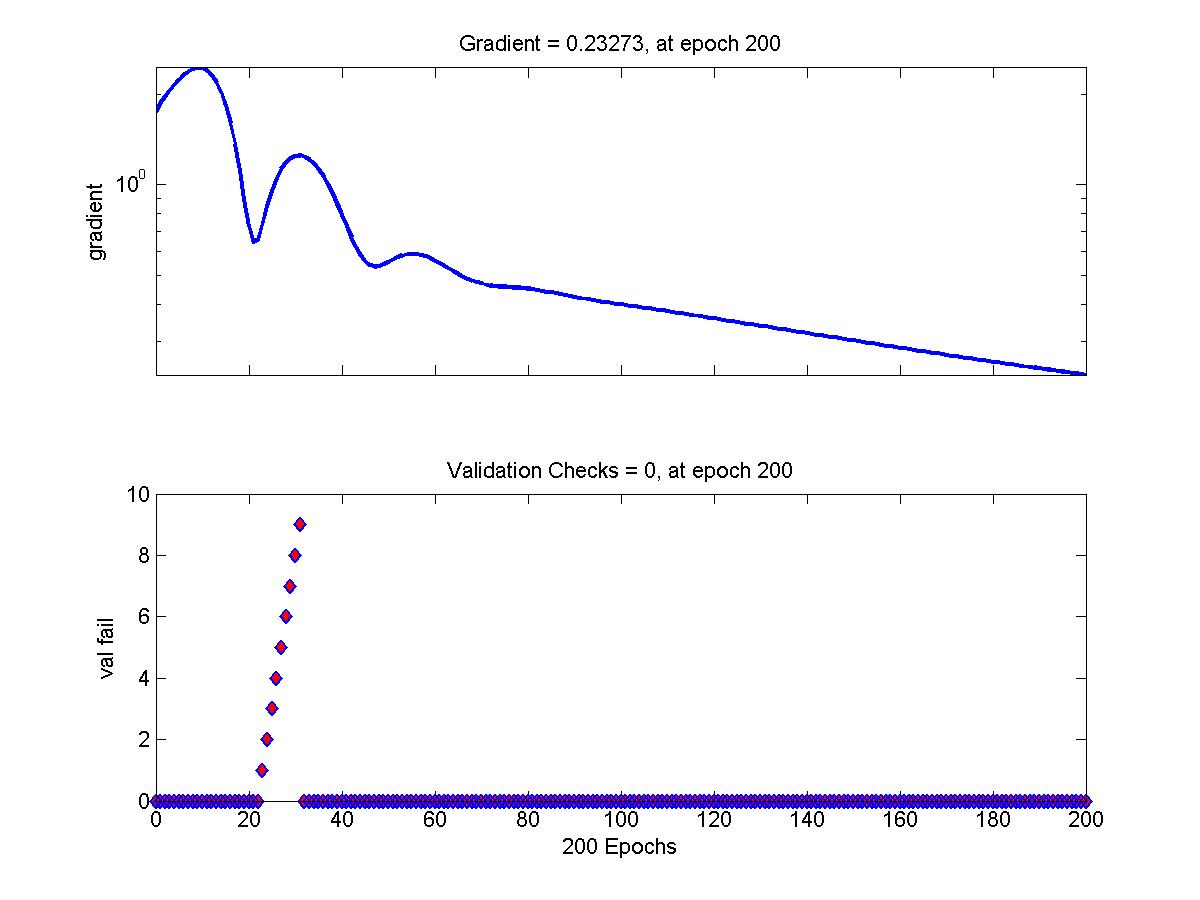 Gradient = 0.23273, at epoch 200
10^0
gradient
Validation Checks = 0, at epoch 200
10
8
6
4
2
0
val fail
0 20 40 60 80 100 120 140 160 180 200
200 Epochs